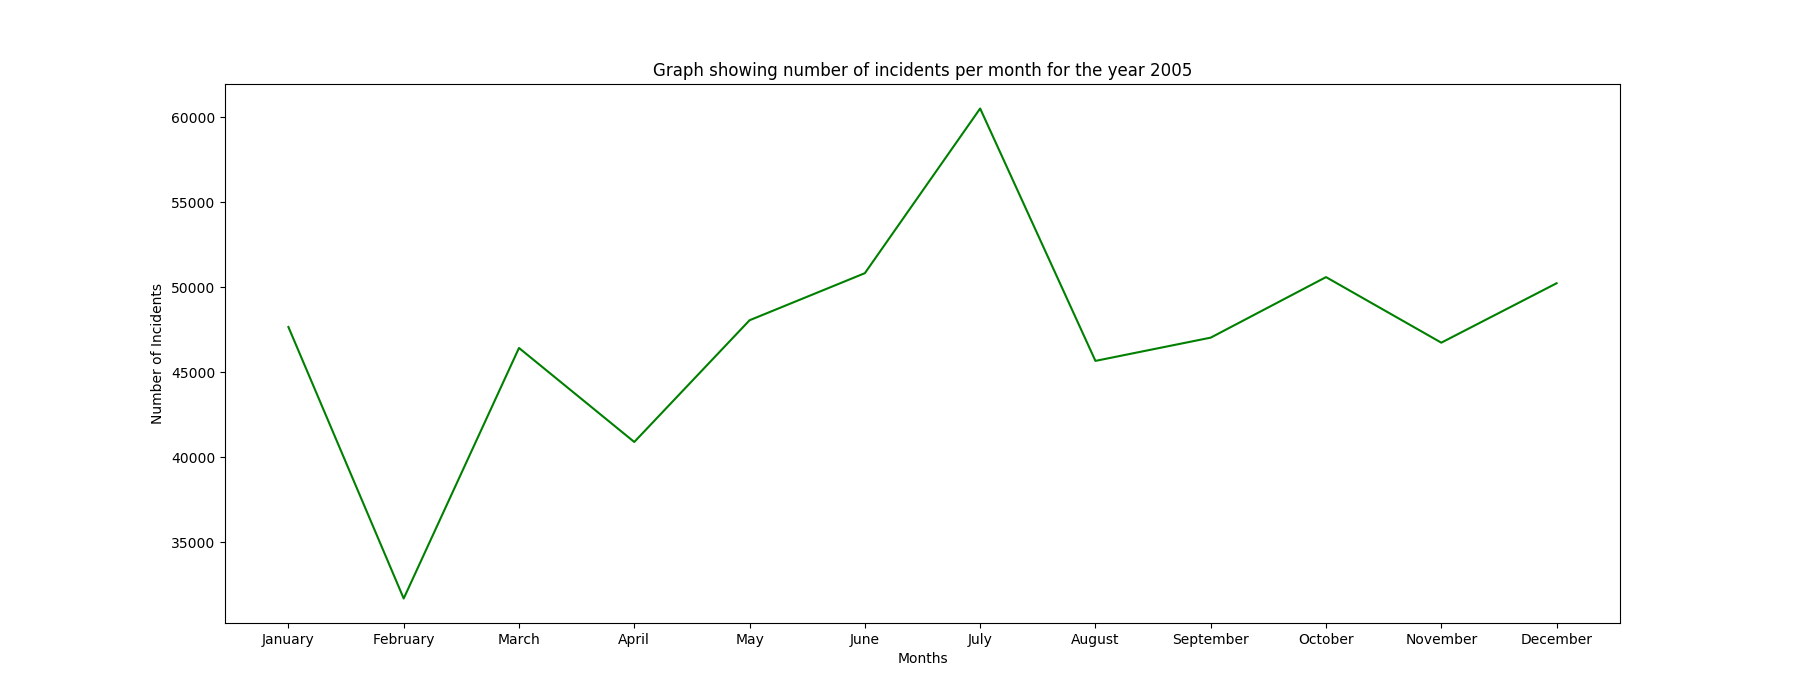 Graph showing number of incidents per month for the year 2005
Number of Incidents
60000
55000
50000
45000
40000
35000
January February March April May June July August September October November December
Months